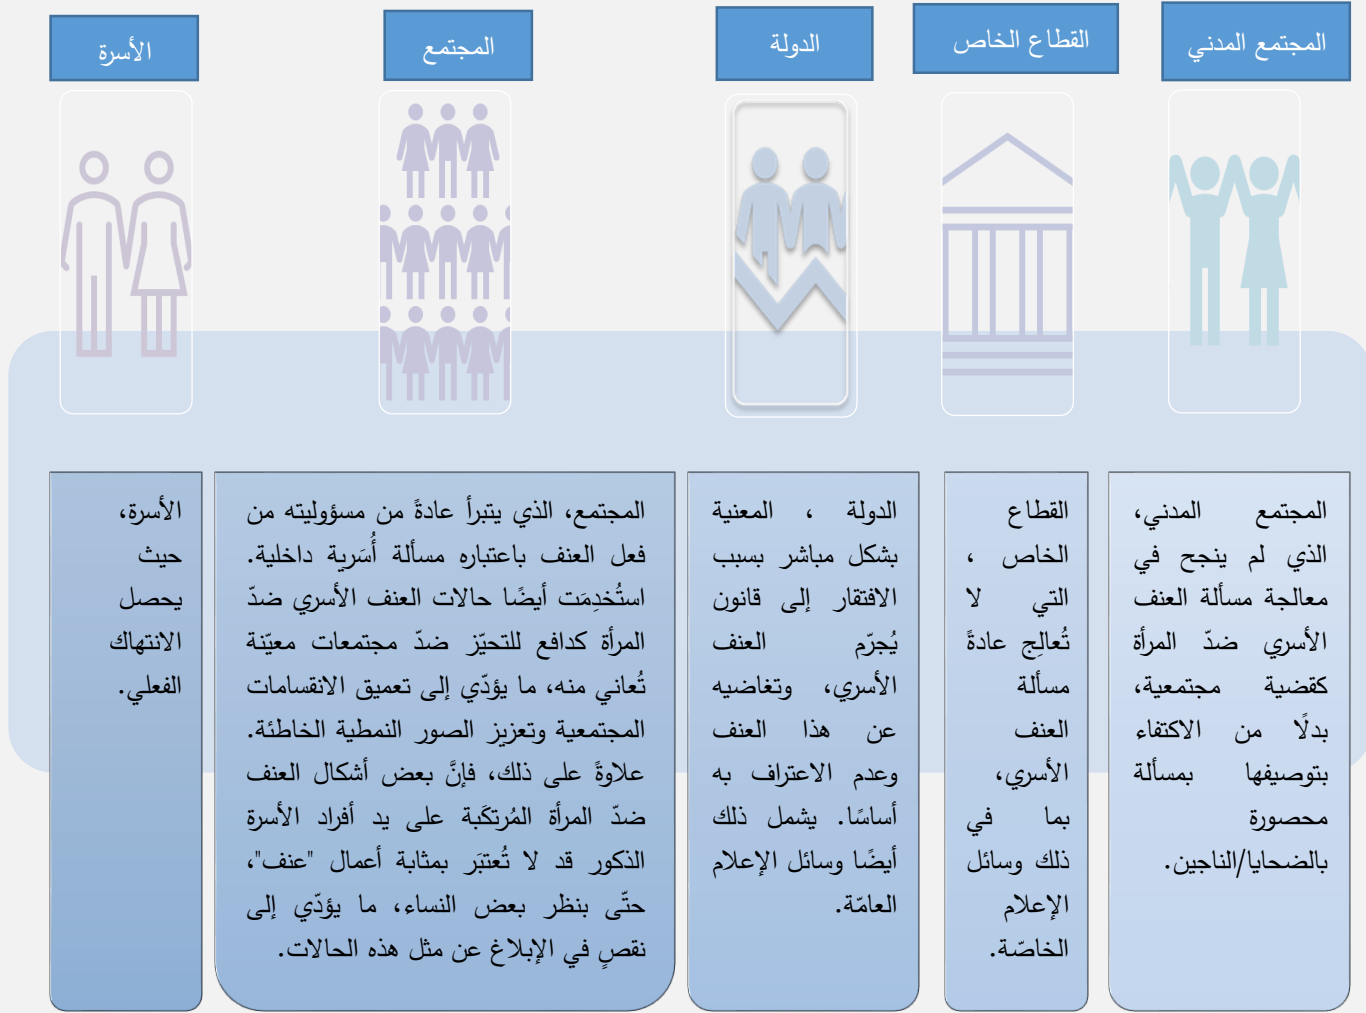 المجتمع المدني
القطاع الخاص
الدولة
المجتمع
الأسرة
المجتمع المدني،
الذي لم ينجح في
معالجة مسألة العنف
الأسري ضدّ المرأة
كقضية مجتمعية،
بدلًا من الاكتفاء
بتوصيفها بمسألة
محصورة
بالضحايا/الناجين.
القطاع
الخاص ،
التي لا
تُعالِج عادةً
مسألة
العنف
الأسري،
بما في
ذلك وسائل
الإعلام
الخاصّة.
الدولة ، المعنية
بشكل مباشر بسبب
الافتقار إلى قانون
يُجرّم العنف
الأسري، وتغاضيه
عن هذا العنف
وعدم الاعتراف به
أساسًا. يشمل ذلك
أيضًا وسائل الإعلام
العامّة.
المجتمع، الذي يتبرأ عادةً من مسؤوليته من
فعل العنف باعتباره مسألة أُسَرية داخلية.
استُخدِمَت أيضًا حالات العنف الأسري ضدّ
المرأة كدافع للتحيّز ضدّ مجتمعات معيّنة
تُعاني منه، ما يؤدّي إلى تعميق الانقسامات
المجتمعية وتعزيز الصور النمطية الخاطئة.
علاوةً على ذلك، فإنَّ بعض أشكال العنف
ضدّ المرأة المُرتكَبة على يد أفراد الأسرة
الذكور قد لا تُعتبَر بمثابة أعمال "عنف"،
حتّى بنظر بعض النساء، ما يؤدّي إلى
نقصٍ في الإبلاغ عن مثل هذه الحالات.
الأسرة،
حيث
يحصل
الانتهاك
الفعلي.